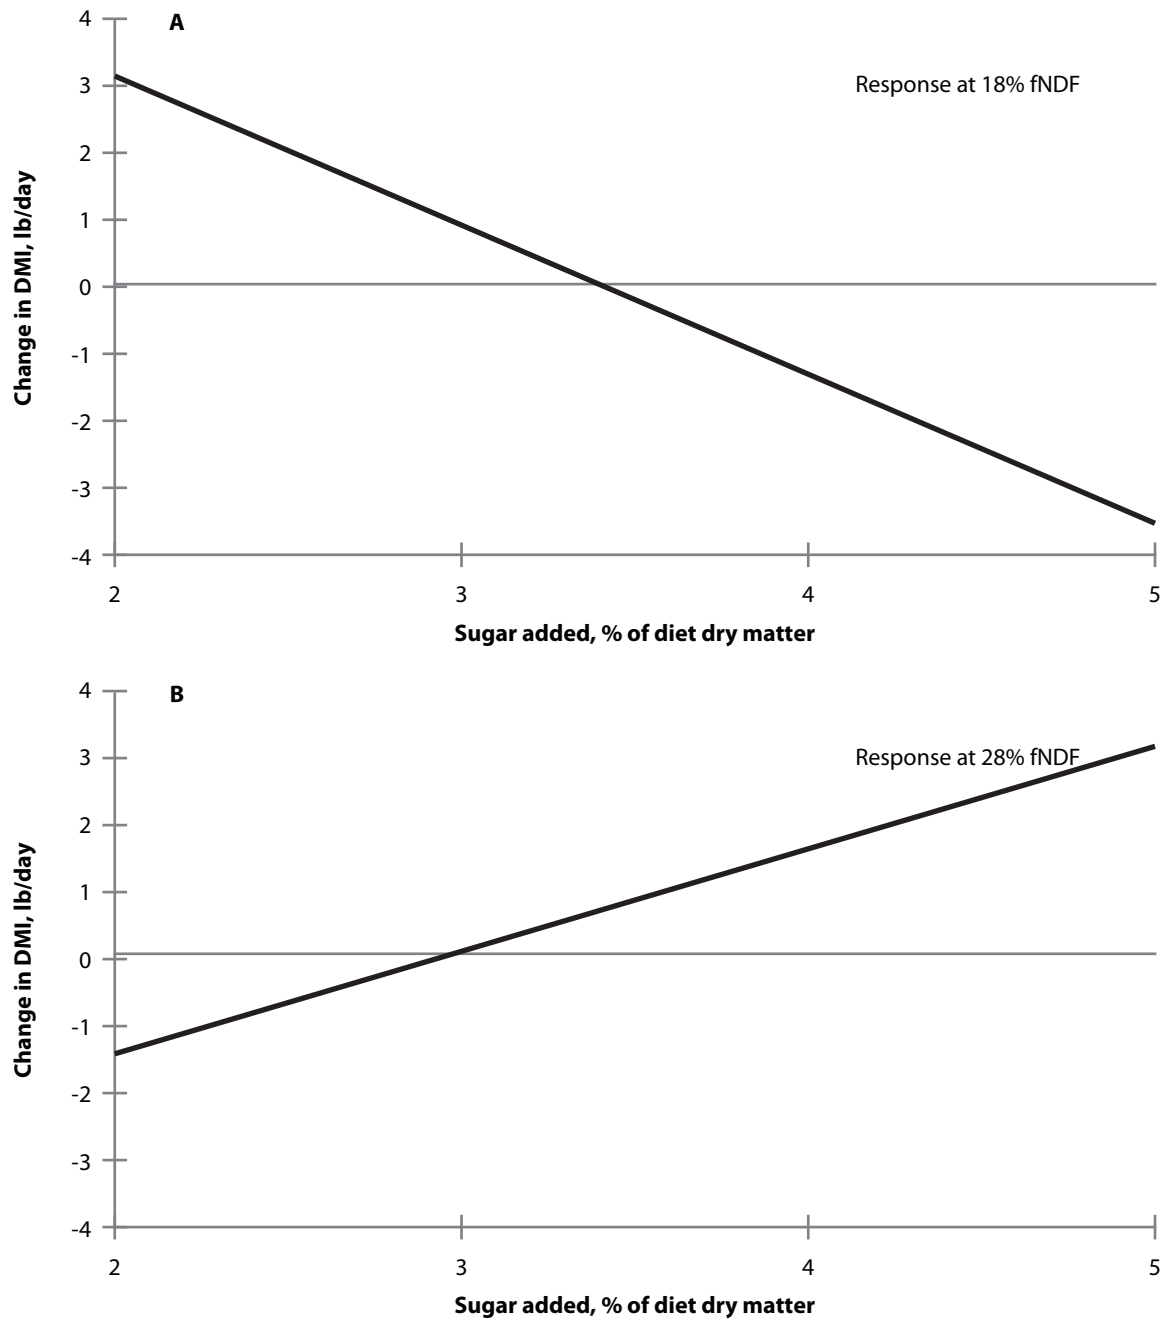 A
Response at 18% fNDF
Change in DMI, lb/day
4
3
2
1
0
-1
-2
-3
-4
2 3 4 5
Sugar added, % of diet dry matter
B
Response at 28% fNDF
Change in DMI, lb/day
4
3
2
1
0
-1
-2
-3
-4
2 3 4 5
Sugar added, % of diet dry matter